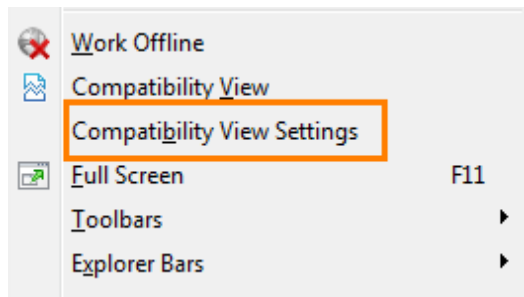 Work Offline
Compatibility View
Compatibility View Settings
Full Screen F11
Toolbars
Explorer Bars